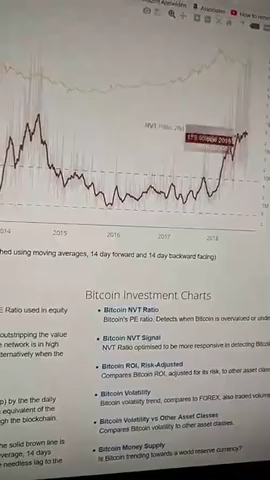 Associates
How to remo
NVT Ratio
2014
2015
2016
2017
2018
hed using moving averages, 14 day forward and 14 day backward facing)
Bitcoin Investment Charts
E Ratio used in equity
• Bitcoin NVT Ratio
Bitcoin's PE ratio. Detects when Bitcoin is overvalued or unde
outstripping the value
e network is in high
ternatively when the
• Bitcoin NVT Signal
NVT Ratio optimised to be more responsive in detecting Bitcoi
• Bitcoin ROI, Risk-Adjusted
Compares Bitcoin ROI, adjusted for its risk, to other asset class
p) by the the daily
equivalent of the
gh the blockchain.
• Bitcoin Volatility
Bitcoin volatility trend, compares to FOREX, also traded volum
• Bitcoin Volatility vs Other Asset Classes
Compares Bitcoin volatility to other asset classes.
he solid brown line is
verage, 14 days
needless lag to the
• Bitcoin Money Supply
Is Bitcoin trending towards a world reserve currency?